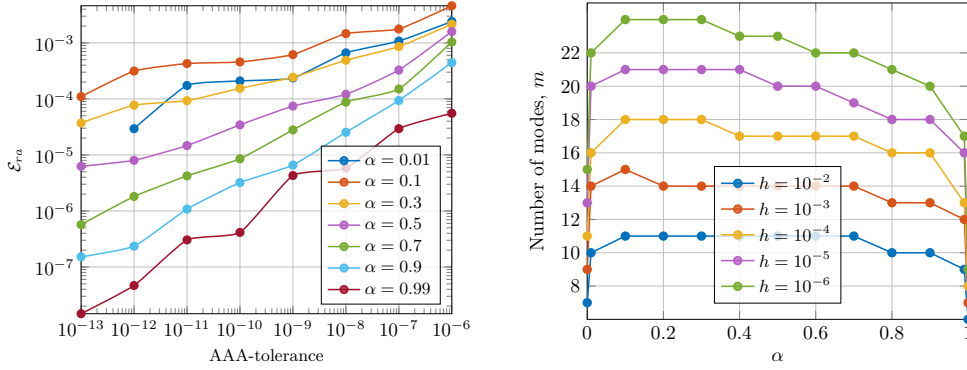 10⁻³
10⁻⁴
10⁻⁵
10⁻⁶
10⁻⁷
ℰ_ra
α = 0.01
α = 0.1
α = 0.3
α = 0.5
α = 0.7
α = 0.9
α = 0.99
10⁻¹³ 10⁻¹² 10⁻¹¹ 10⁻¹⁰ 10⁻⁹ 10⁻⁸ 10⁻⁷ 10⁻⁶
AAA-tolerance
22
20
18
16
14
12
10
8
Number of modes, m
h = 10⁻²
h = 10⁻³
h = 10⁻⁴
h = 10⁻⁵
h = 10⁻⁶
0 0.2 0.4 0.6 0.8 1
α